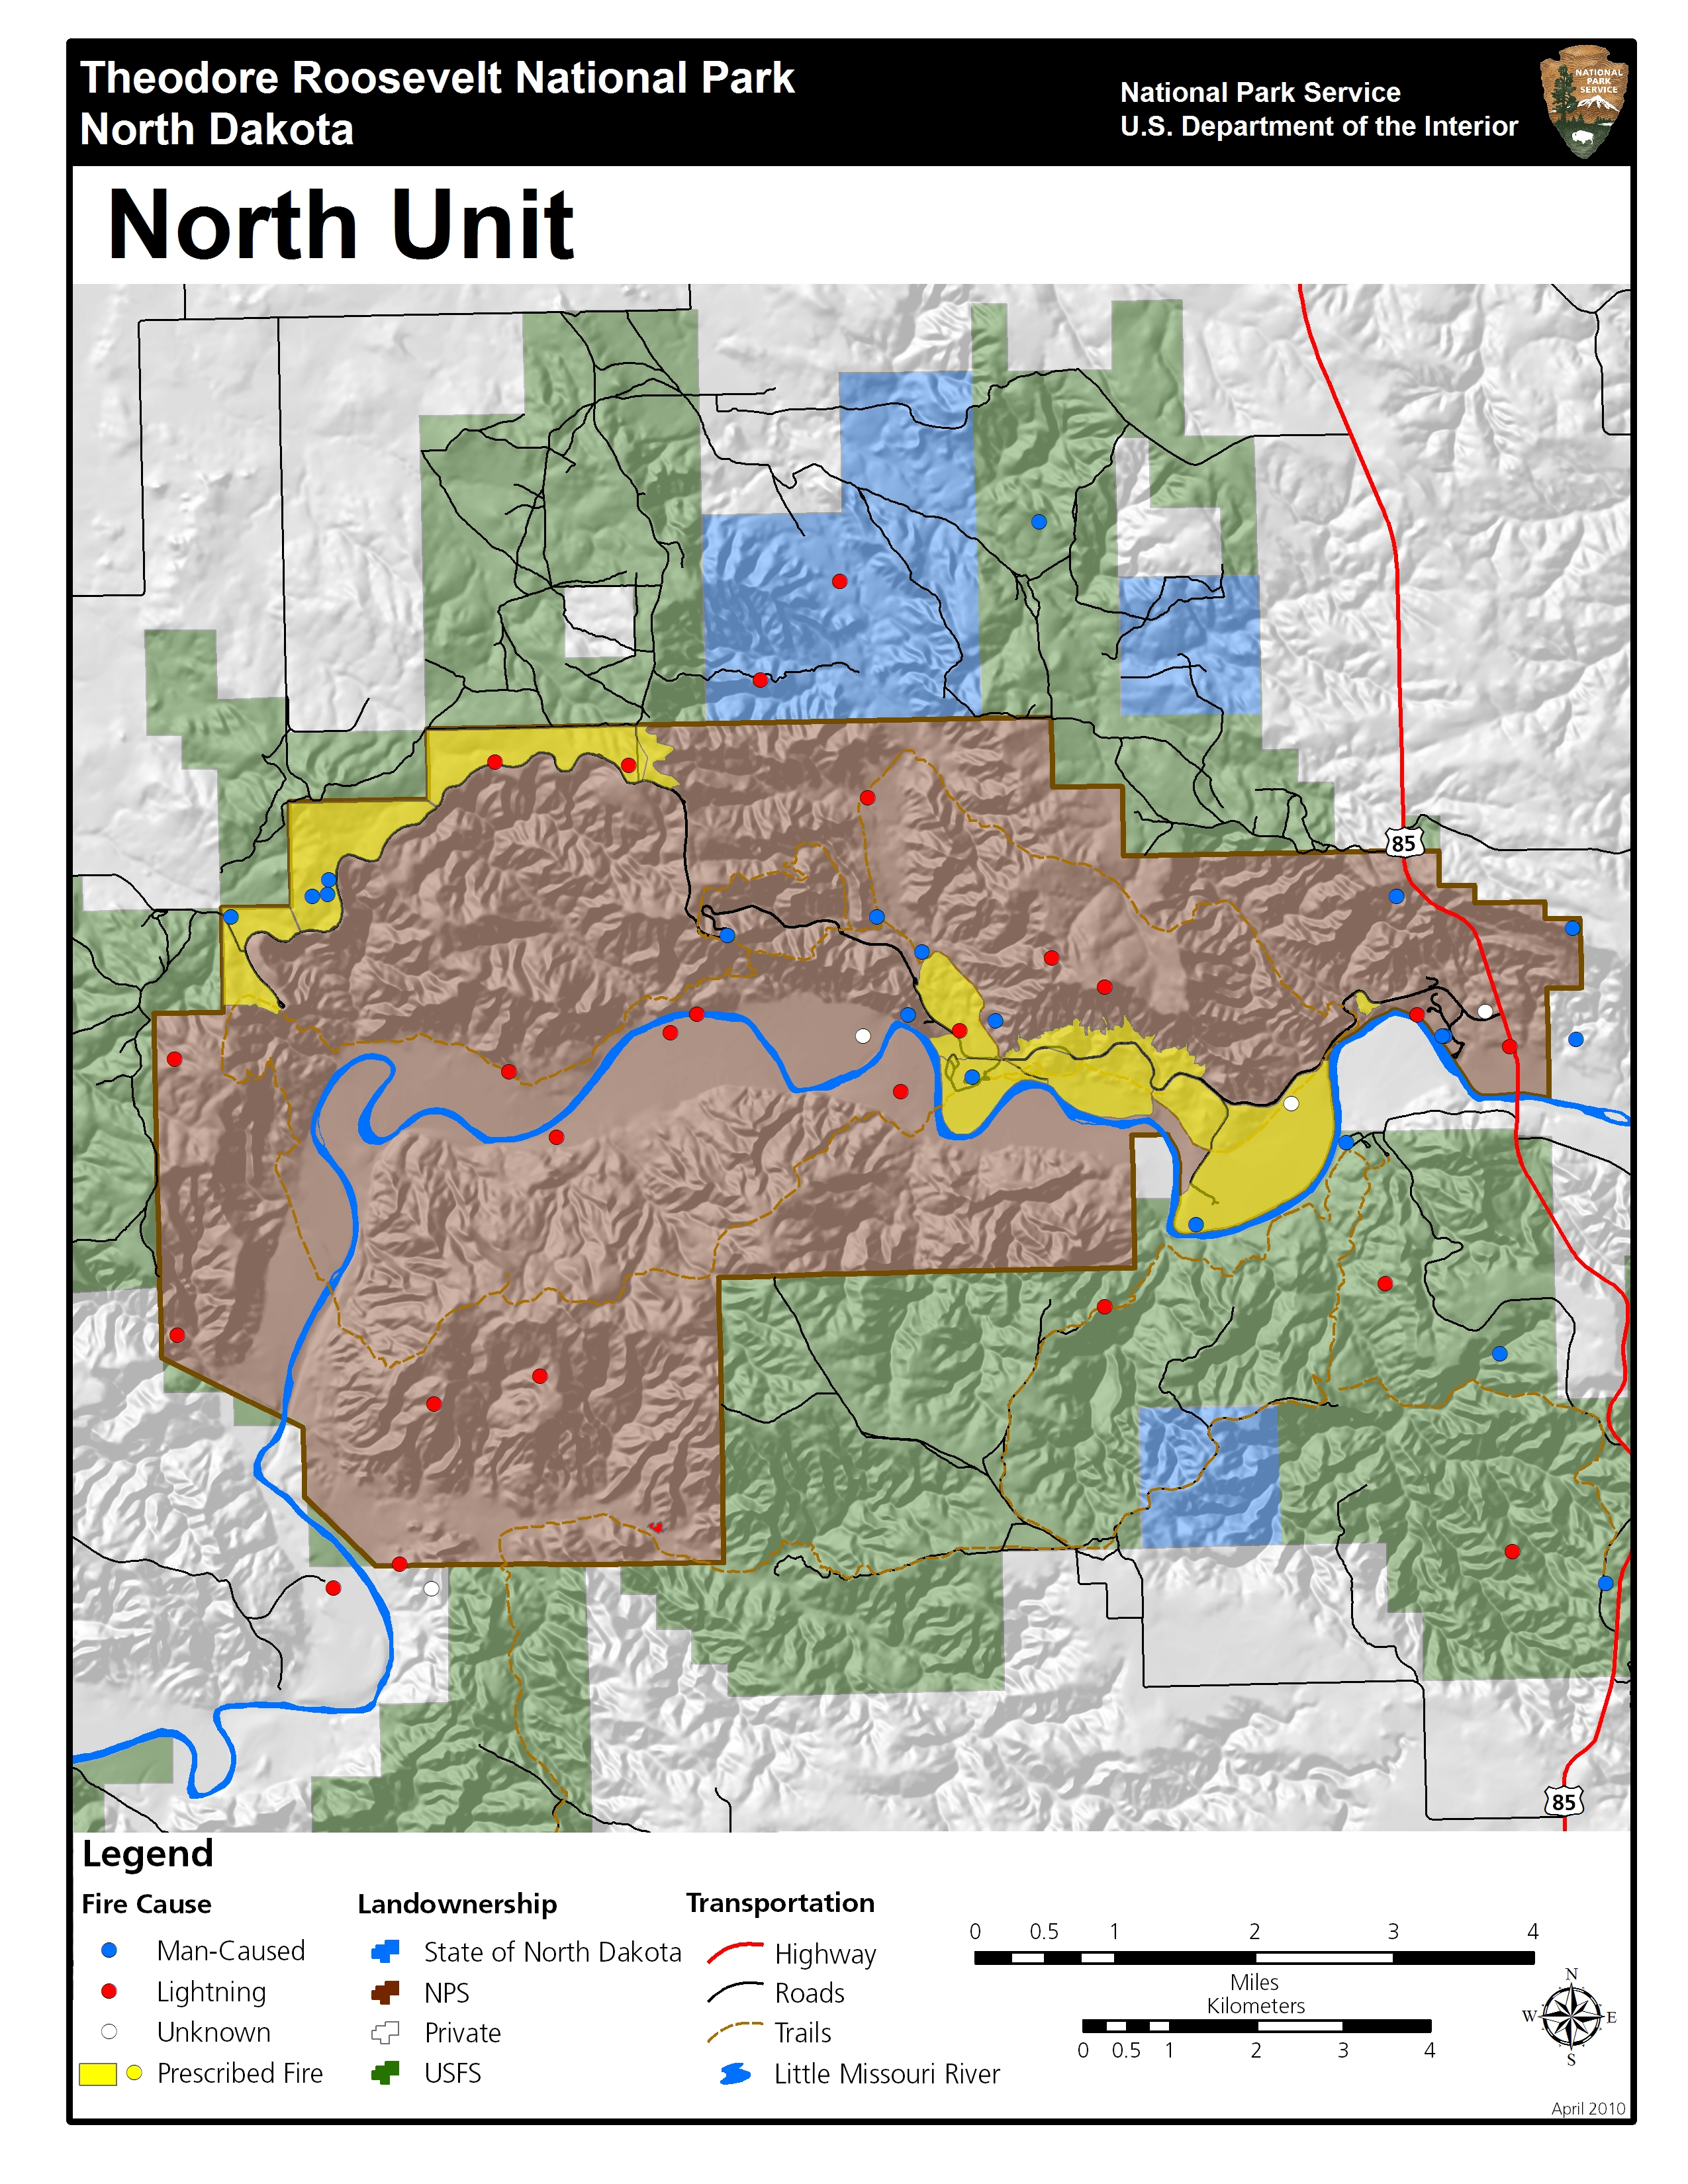 Theodore Roosevelt National Park
North Dakota
National Park Service
U.S. Department of the Interior
NATIONAL
PARK
SERVICE
North Unit
85
85
Legend
Fire Cause
Man-Caused
Lightning
Unknown
Prescribed Fire
Landownership
State of North Dakota
NPS
Private
USFS
Transportation
Highway
Roads
Trails
Little Missouri River
0 0.5 1 2 3 4
Miles
Kilometers
0 0.5 1 2 3 4
N
W E
S
April 2010